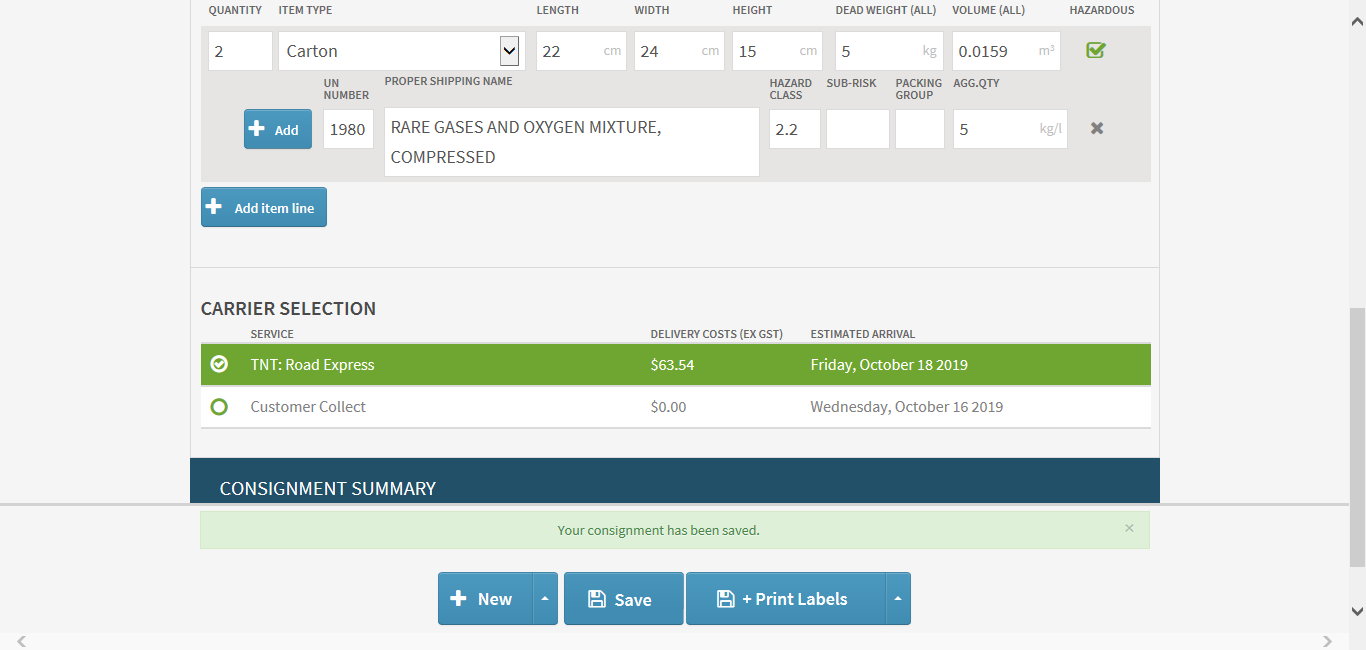 QUANTITY ITEM TYPE LENGTH WIDTH HEIGHT DEAD WEIGHT (ALL) VOLUME (ALL) HAZARDOUS
2 Carton 22 cm 24 cm 15 cm 5 kg 0.0159 m³
UN NUMBER PROPER SHIPPING NAME HAZARD CLASS SUB-RISK PACKING GROUP AGG.QTY
Add 1980 RARE GASES AND OXYGEN MIXTURE, 2.2 5 kg/l
COMPRESSED
Add item line
CARRIER SELECTION
SERVICE DELIVERY COSTS (EX GST) ESTIMATED ARRIVAL
TNT: Road Express $63.54 Friday, October 18 2019
Customer Collect $0.00 Wednesday, October 16 2019
CONSIGNMENT SUMMARY
Your consignment has been saved. ×
New Save + Print Labels